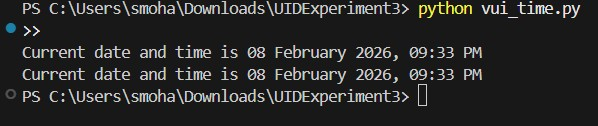 PS C:\Users\smoha\Downloads\UIDExperiment3> python vui_time.py
>>
Current date and time is 08 February 2026, 09:33 PM
Current date and time is 08 February 2026, 09:33 PM
PS C:\Users\smoha\Downloads\UIDExperiment3>